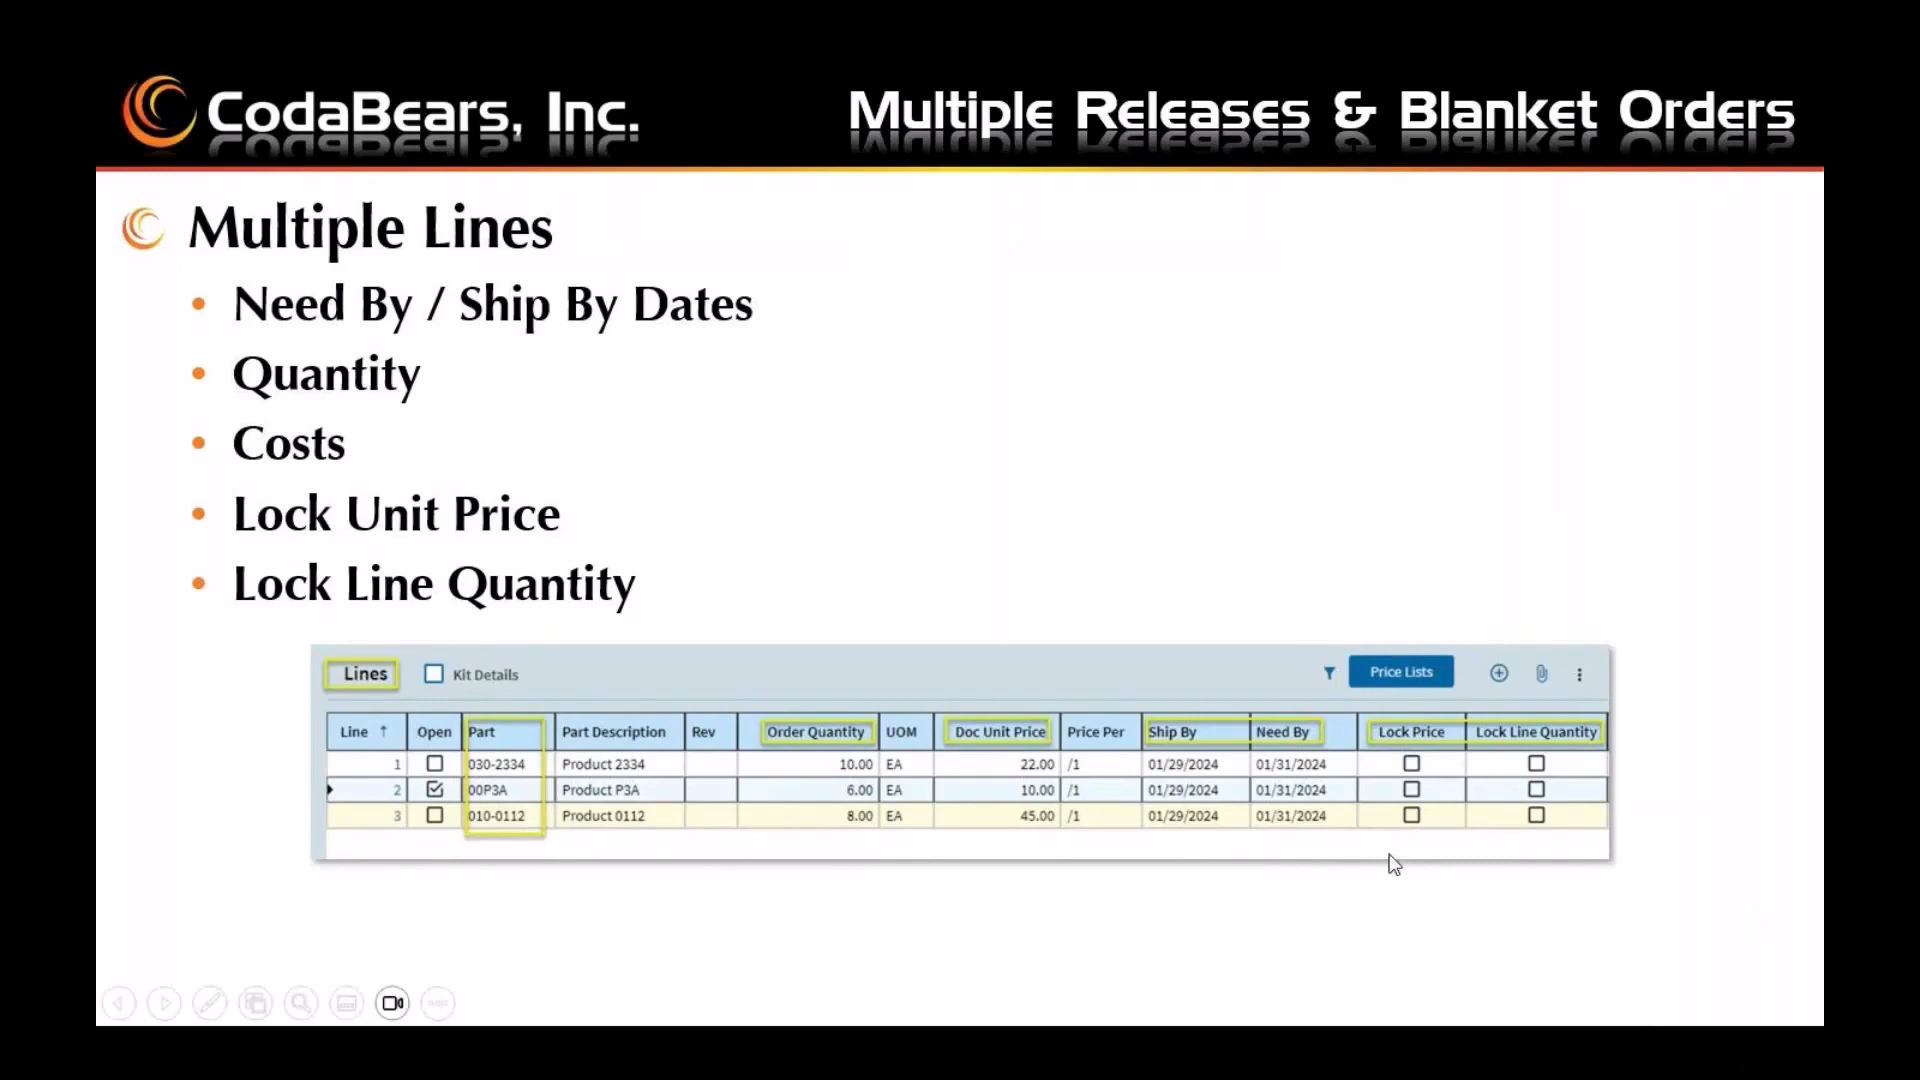 CodaBears, Inc.
Multiple Releases & Blanket Orders
Multiple Lines
• Need By / Ship By Dates
• Quantity
• Costs
• Lock Unit Price
• Lock Line Quantity
Lines Kit Details Price Lists
Line ↑ Open Part Part Description Rev Order Quantity UOM Doc Unit Price Price Per Ship By Need By Lock Price Lock Line Quantity
1 030-2334 Product 2334 10.00 EA 22.00 /1 01/29/2024 01/31/2024
2 00P3A Product P3A 6.00 EA 10.00 /1 01/29/2024 01/31/2024
3 010-0112 Product 0112 8.00 EA 45.00 /1 01/29/2024 01/31/2024